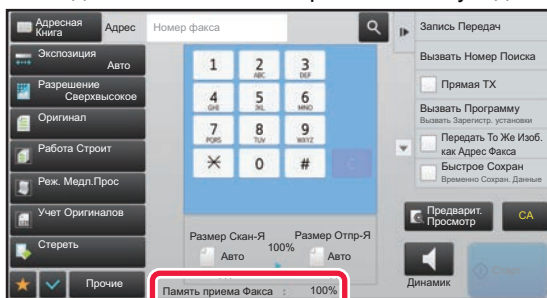 Адресная
Книга
Адрес
Номер факса
Экспозиция
Авто
Разрешение
Сверхвысокое
Оригинал
Работа Строит
Реж. Медл.Прос
Учет Оригиналов
Стереть
Прочие
1
2
ABC
3
DEF
4
GHI
5
JKL
6
MNO
7
PQRS
8
TUV
9
WXYZ
0
#
C
Размер Скан-Я
100%
Размер Отпр-Я
Авто
Авто
Память приема Факса : 100%
Запись Передач
Вызвать Номер Поиска
Прямая TX
Вызвать Программу
Вызвать Зарегистр. установки
Передать То Же Изоб.
как Адрес Факса
Быстрое Сохран
Временно Сохран. Данные
Предварит.
Просмотр
CA
Динамик